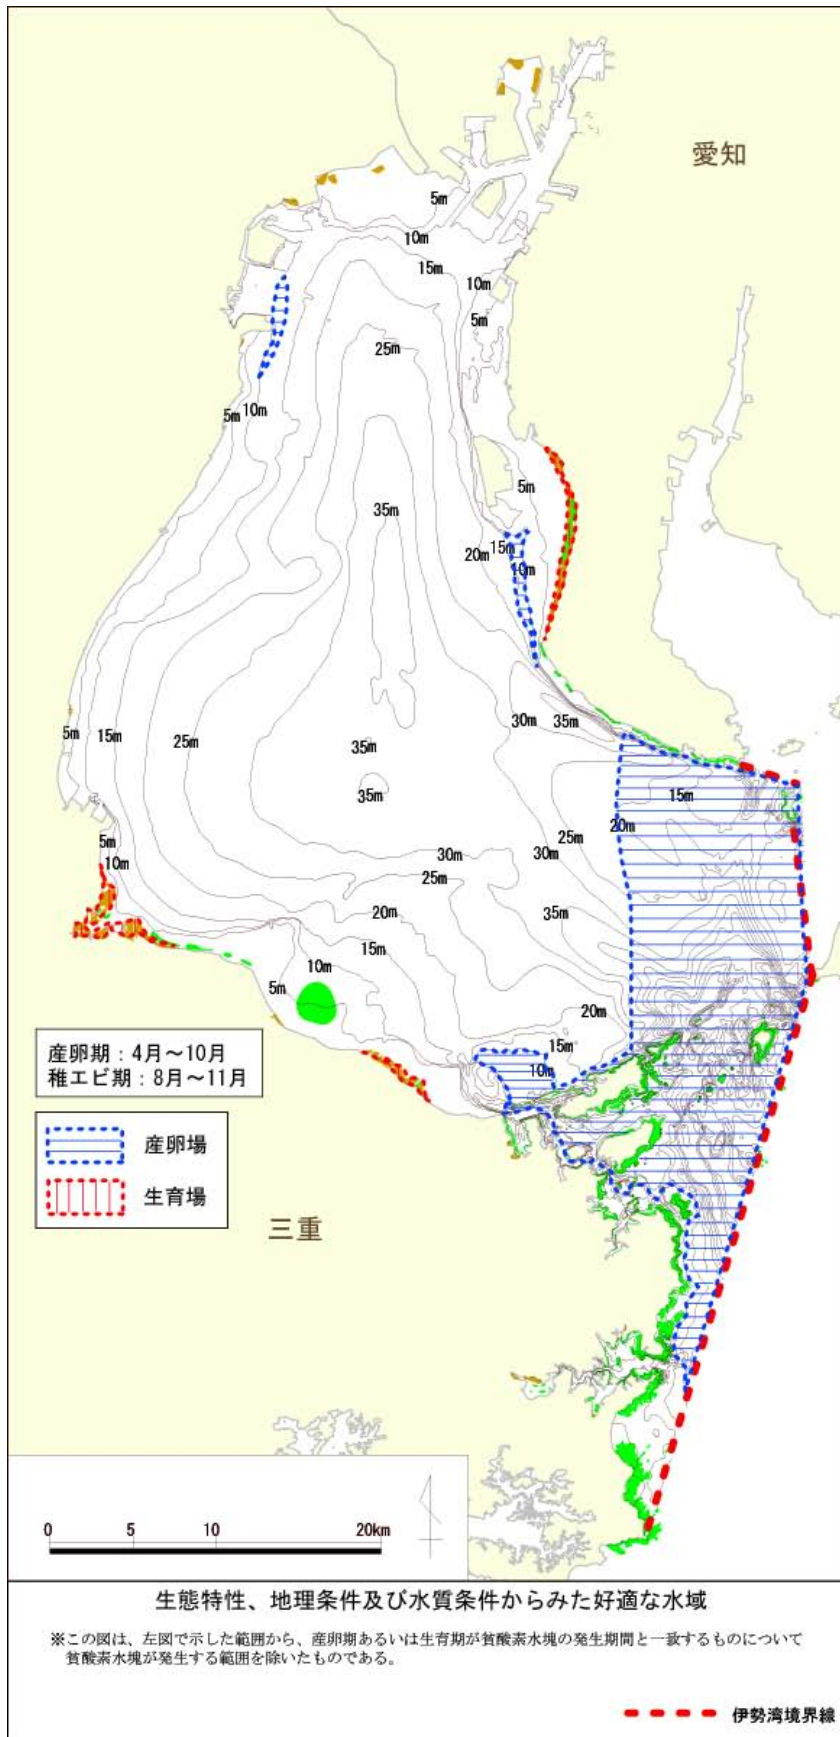 愛知
5m
10m
15m
10m
5m
25m
5m
10m
5m
35m
15m
20m
10m
30m
35m
5m
15m
25m
35m
15m
35m
20m
25m
5m
10m
30m
30m
25m
20m
35m
15m
10m
5m
20m
15m
10m
産卵期：4月～10月
稚エビ期：8月～11月
産卵場
生育場
三重
0 5 10 20km
生態特性、地理条件及び水質条件からみた好適な水域
※この図は、左図で示した範囲から、産卵期あるいは生育期が貧酸素水塊の発生期間と一致するものについて
貧酸素水塊が発生する範囲を除いたものである。
伊勢湾境界線